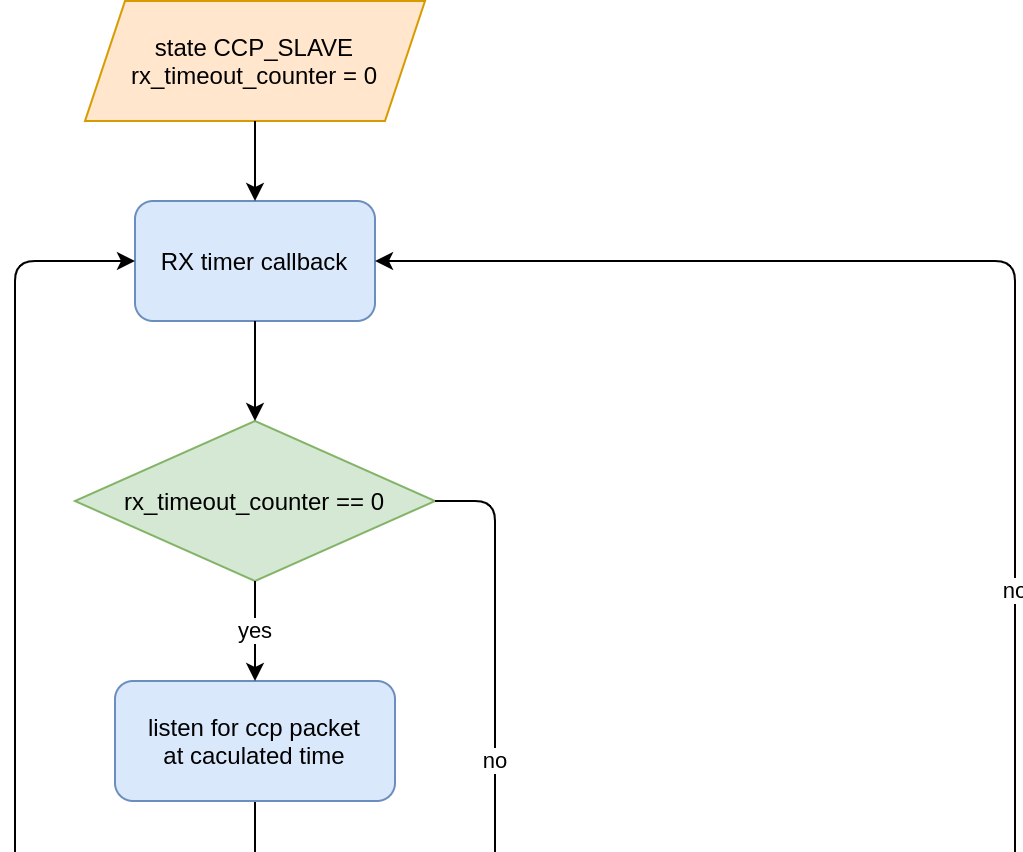 state CCP_SLAVE
rx_timeout_counter = 0
RX timer callback
rx_timeout_counter == 0
no
yes
listen for ccp packet
at caculated time
no